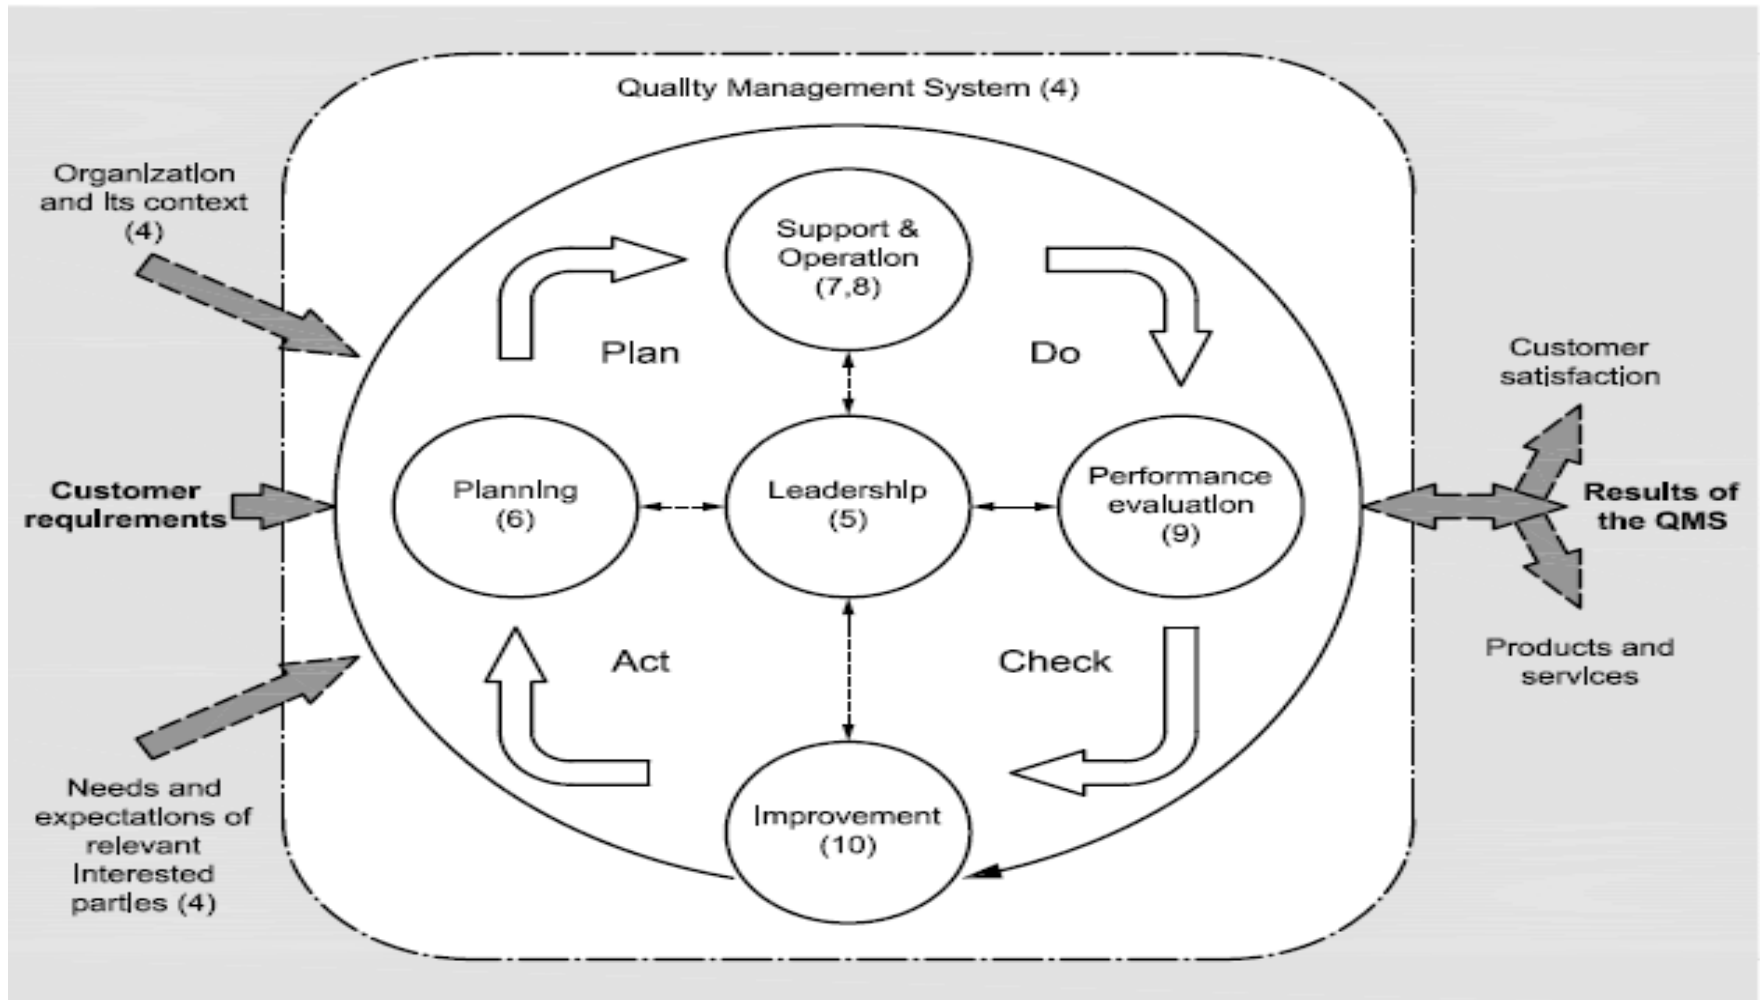 Quality Management System (4)
Organization
and its context
(4)
Support &
Operation
(7,8)
Plan
Do
Customer
satisfaction
Customer
requirements
Planning
(6)
Leadership
(5)
Performance
evaluation
(9)
Results of
the QMS
Act
Check
Products and
services
Needs and
expectations of
relevant
interested
parties (4)
Improvement
(10)